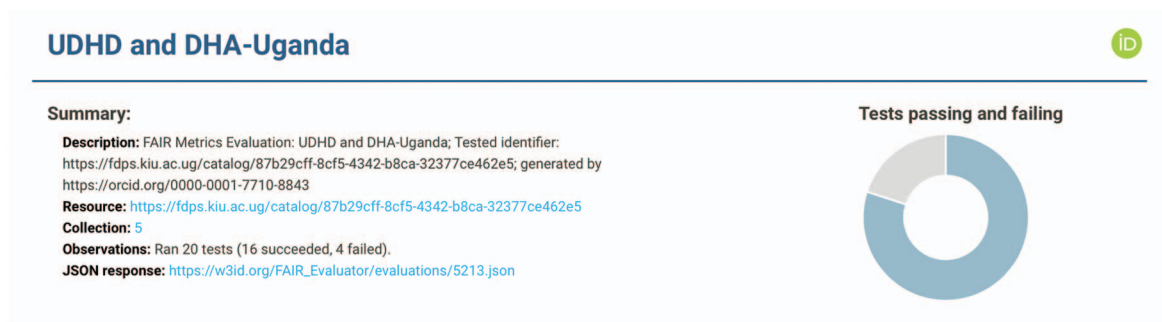 UDHD and DHA-Uganda
iD
Summary:
Description: FAIR Metrics Evaluation: UDHD and DHA-Uganda; Tested identifier:
https://fdps.kiu.ac.ug/catalog/87b29cff-8cf5-4342-b8ca-32377ce462e5; generated by
https://orcid.org/0000-0001-7710-8843
Resource: https://fdps.kiu.ac.ug/catalog/87b29cff-8cf5-4342-b8ca-32377ce462e5
Collection: 5
Observations: Ran 20 tests (16 succeeded, 4 failed).
JSON response: https://w3id.org/FAIR_Evaluator/evaluations/5213.json
Tests passing and failing